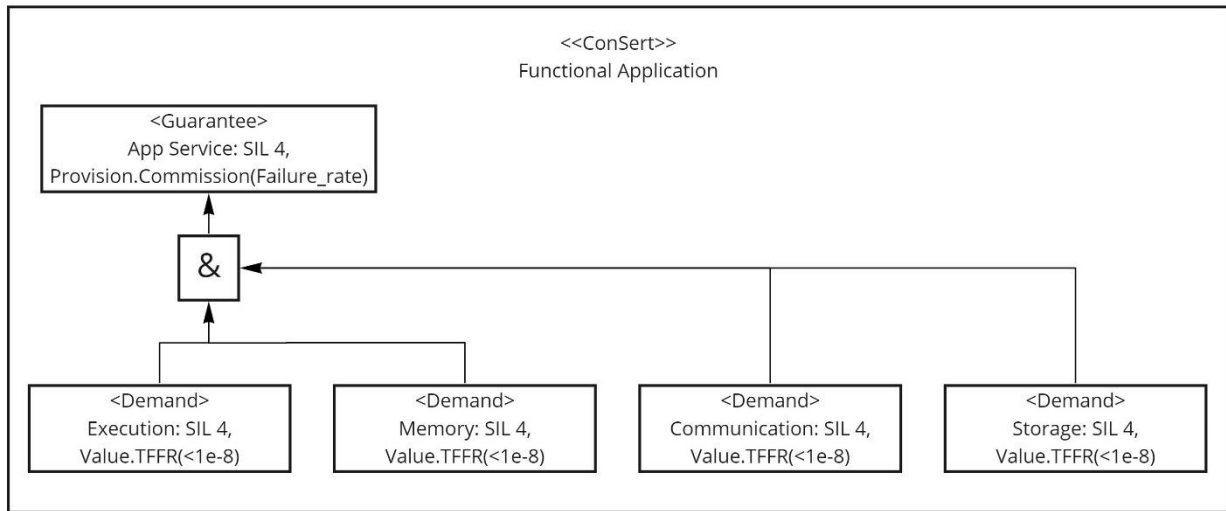 <<ConSert>>
Functional Application
<Guarantee>
App Service: SIL 4,
Provision.Commission(Failure_rate)
&
<Demand>
Execution: SIL 4,
Value.TFFR(<1e-8)
<Demand>
Memory: SIL 4,
Value.TFFR(<1e-8)
<Demand>
Communication: SIL 4,
Value.TFFR(<1e-8)
<Demand>
Storage: SIL 4,
Value.TFFR(<1e-8)